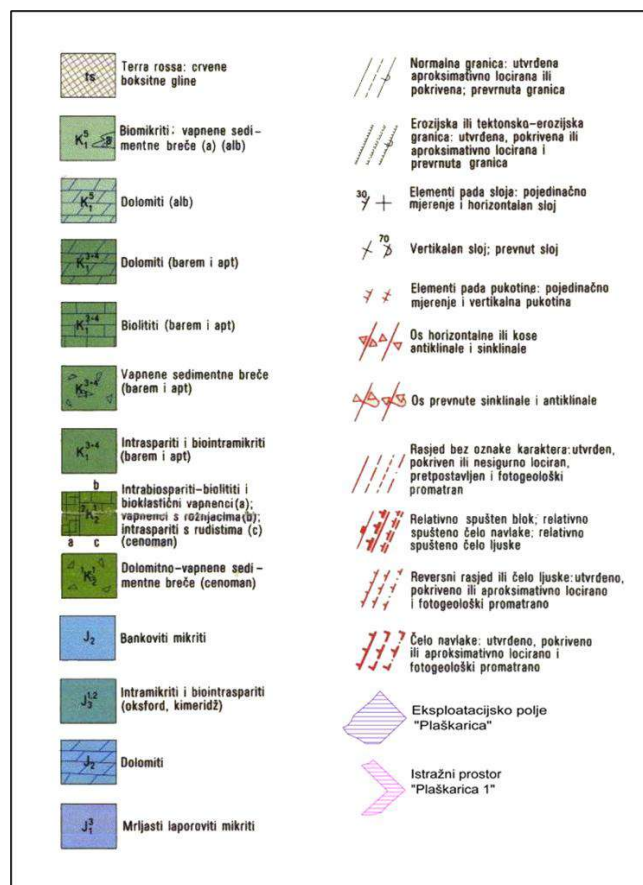 ts
Terra rossa: crvene
boksitne gline
K₁⁵
a
Biomikriti; vapnene sedi-
mentne breče (a) (alb)
K₁⁵
Dolomiti (alb)
K₁³⁺⁴
Dolomiti (barem i apt)
K₁³⁺⁴
Biolititi (barem i apt)
K₁³⁺⁴
Vapnene sedimentne breče
(barem i apt)
K₁³⁺⁴
Intraspariti i biointramikriti
(barem i apt)
b
²K₂¹
a c
Intrabiospariti-biolititi i
bioklastični vapnenci(a);
vapnenci s rožnjacima(b);
intraspariti s rudistima (c)
(cenoman)
¹K₂¹
Dolomitno-vapnene sedi-
mentne breče (cenoman)
J₂
Bankoviti mikriti
J₃¹,²
Intramikriti i biointraspariti
(oksford, kimeridž)
J₂
Dolomiti
J₁³
Mrljasti laporoviti mikriti
Normalna granica: utvrđena
aproksimativno locirana ili
pokrivena; prevrnuta granica
Erozijska ili tektonsko-erozijska
granica: utvrđena, pokrivena ili
aproksimativno locirana i
prevrnuta granica
30
Elementi pada sloja: pojedinačno
mjerenje i horizontalan sloj
70
Vertikalan sloj; prevrnut sloj
Elementi pada pukotine: pojedinačno
mjerenje i vertikalna pukotina
Os horizontalne ili kose
antiklinale i sinklinale
Os prevrnute sinklinale i antiklinale
Rasjed bez oznake karaktera: utvrđen,
pokriven ili nesigurno lociran,
pretpostavljen i fotogeološki
promatran
Relativno spušten blok; relativno
spušteno čelo navlake; relativno
spušteno čelo ljuske
Reversni rasjed ili čelo ljuske: utvrđeno,
pokriveno ili aproksimativno locirano
i fotogeološki promatrano
Čelo navlake: utvrđeno, pokriveno
ili aproksimativno locirano i
fotogeološki promatrano
Eksploatacijsko polje
"Plaškarica"
Istražni prostor
"Plaškarica 1"